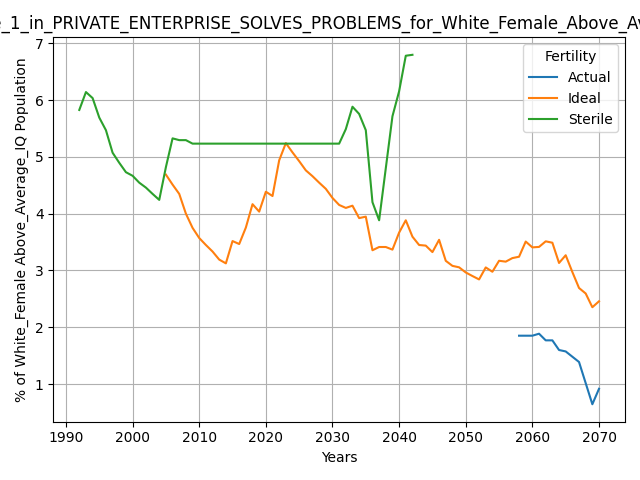 _1_in_PRIVATE_ENTERPRISE_SOLVES_PROBLEMS_for_White_Female_Above_A
7
6
5
4
3
2
1
% of White_Female Above_Average_IQ Population
Fertility
Actual
Ideal
Sterile
1990 2000 2010 2020 2030 2040 2050 2060 2070
Years